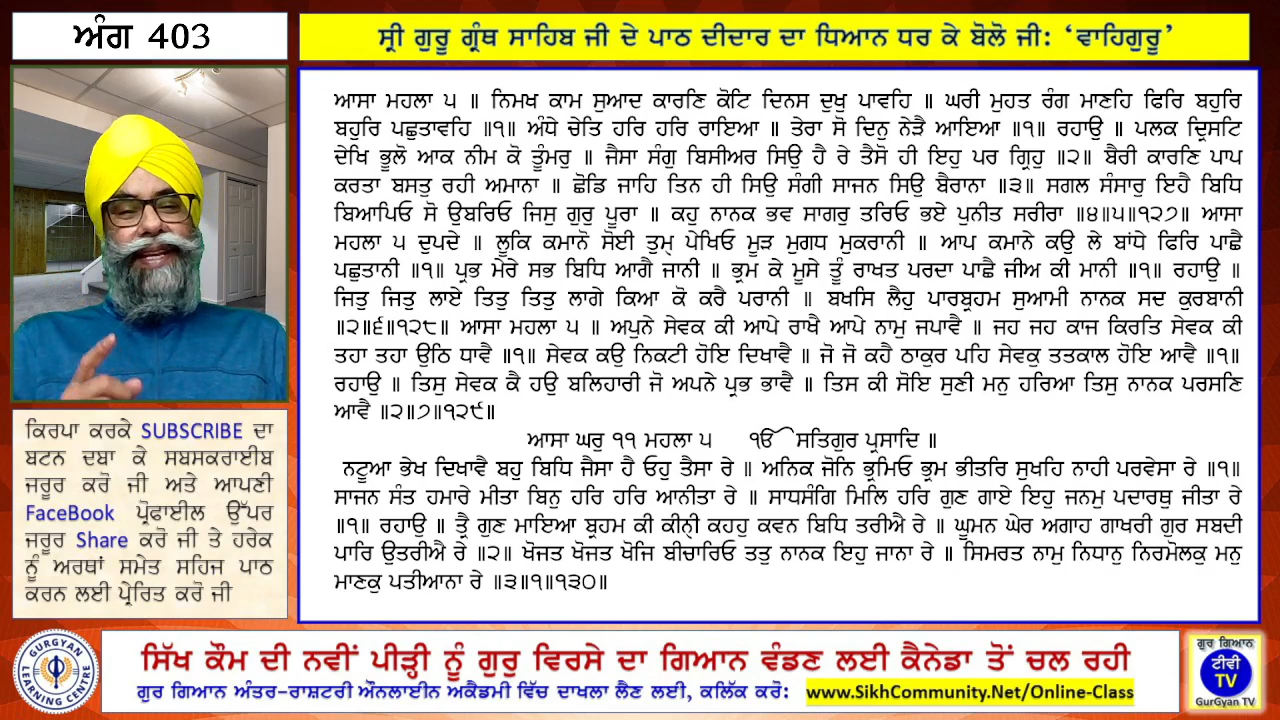 ਅੰਗ 403
ਸ੍ਰੀ ਗੁਰੂ ਗ੍ਰੰਥ ਸਾਹਿਬ ਜੀ ਦੇ ਪਾਠ ਦੀਦਾਰ ਦਾ ਧਿਆਨ ਧਰ ਕੇ ਬੋਲੋ ਜੀ: ‘ਵਾਹਿਗੁਰੂ’
ਆਸਾ ਮਹਲਾ ੫ ॥ ਨਿਮਖ ਕਾਮ ਸੁਆਦ ਕਾਰਣਿ ਕੋਟਿ ਦਿਨਸ ਦੁਖੁ ਪਾਵਹਿ ॥ ਘਰੀ ਮੁਹਤ ਰੰਗ ਮਾਣਹਿ ਫਿਰਿ ਬਹੁਰਿ
ਬਹੁਰਿ ਪਛੁਤਾਵਹਿ ॥੧॥ ਅੰਧੇ ਚੇਤਿ ਹਰਿ ਹਰਿ ਰਾਇਆ ॥ ਤੇਰਾ ਸੋ ਦਿਨੁ ਨੇੜੈ ਆਇਆ ॥੧॥ ਰਹਾਉ ॥ ਪਲਕ ਦ੍ਰਿਸਟਿ
ਦੇਖਿ ਭੂਲੋ ਆਕ ਨੀਮ ਕੋ ਤੂੰਮਰੁ ॥ ਜੈਸਾ ਸੰਗੁ ਬਿਸੀਅਰ ਸਿਉ ਹੈ ਰੇ ਤੈਸੋ ਹੀ ਇਹੁ ਪਰ ਗ੍ਰਿਹੁ ॥੨॥ ਬੈਰੀ ਕਾਰਣਿ ਪਾਪ
ਕਰਤਾ ਬਸਤੁ ਰਹੀ ਅਮਾਨਾ ॥ ਛੋਡਿ ਜਾਹਿ ਤਿਨ ਹੀ ਸਿਉ ਸੰਗੀ ਸਾਜਨ ਸਿਉ ਬੈਰਾਨਾ ॥੩॥ ਸਗਲ ਸੰਸਾਰੁ ਇਹੈ ਬਿਧਿ
ਬਿਆਪਿਓ ਸੋ ਉਬਰਿਓ ਜਿਸੁ ਗੁਰੁ ਪੂਰਾ ॥ ਕਹੁ ਨਾਨਕ ਭਵ ਸਾਗਰੁ ਤਰਿਓ ਭਏ ਪੁਨੀਤ ਸਰੀਰਾ ॥੪॥੫॥੧੨੭॥ ਆਸਾ
ਮਹਲਾ ੫ ਦੁਪਦੇ ॥ ਲੂਕਿ ਕਮਾਨੋ ਸੋਈ ਤੁਮ੍ ਪੇਖਿਓ ਮੂੜ ਮੁਗਧ ਮੁਕਰਾਨੀ ॥ ਆਪ ਕਮਾਨੇ ਕਉ ਲੇ ਬਾਂਧੇ ਫਿਰਿ ਪਾਛੈ
ਪਛੁਤਾਨੀ ॥੧॥ ਪ੍ਰਭ ਮੇਰੇ ਸਭ ਬਿਧਿ ਆਗੈ ਜਾਨੀ ॥ ਭ੍ਰਮ ਕੇ ਮੂਸੇ ਤੂੰ ਰਾਖਤ ਪਰਦਾ ਪਾਛੈ ਜੀਅ ਕੀ ਮਾਨੀ ॥੧॥ ਰਹਾਉ ॥
ਜਿਤੁ ਜਿਤੁ ਲਾਏ ਤਿਤੁ ਤਿਤੁ ਲਾਗੇ ਕਿਆ ਕੋ ਕਰੈ ਪਰਾਨੀ ॥ ਬਖਸਿ ਲੈਹੁ ਪਾਰਬ੍ਰਹਮ ਸੁਆਮੀ ਨਾਨਕ ਸਦ ਕੁਰਬਾਨੀ
॥੨॥੬॥੧੨੮॥ ਆਸਾ ਮਹਲਾ ੫ ॥ ਅਪੁਨੇ ਸੇਵਕ ਕੀ ਆਪੇ ਰਾਖੈ ਆਪੇ ਨਾਮੁ ਜਪਾਵੈ ॥ ਜਹ ਜਹ ਕਾਜ ਕਿਰਤਿ ਸੇਵਕ ਕੀ
ਤਹਾ ਤਹਾ ਉਠਿ ਧਾਵੈ ॥੧॥ ਸੇਵਕ ਕਉ ਨਿਕਟੀ ਹੋਇ ਦਿਖਾਵੈ ॥ ਜੋ ਜੋ ਕਹੈ ਠਾਕੁਰ ਪਹਿ ਸੇਵਕੁ ਤਤਕਾਲ ਹੋਇ ਆਵੈ ॥੧॥
ਰਹਾਉ ॥ ਤਿਸੁ ਸੇਵਕ ਕੈ ਹਉ ਬਲਿਹਾਰੀ ਜੋ ਅਪਨੇ ਪ੍ਰਭ ਭਾਵੈ ॥ ਤਿਸ ਕੀ ਸੋਇ ਸੁਣੀ ਮਨੁ ਹਰਿਆ ਤਿਸੁ ਨਾਨਕ ਪਰਸਣਿ
ਆਵੈ ॥੨॥੭॥੧੨੯॥
ਆਸਾ ਘਰੁ ੧੧ ਮਹਲਾ ੫ ੴ ਸਤਿਗੁਰ ਪ੍ਰਸਾਦਿ ॥
ਨਟੂਆ ਭੇਖ ਦਿਖਾਵੈ ਬਹੁ ਬਿਧਿ ਜੈਸਾ ਹੈ ਓਹੁ ਤੈਸਾ ਰੇ ॥ ਅਨਿਕ ਜੋਨਿ ਭ੍ਰਮਿਓ ਭ੍ਰਮ ਭੀਤਰਿ ਸੁਖਹਿ ਨਾਹੀ ਪਰਵੇਸਾ ਰੇ ॥੧॥
ਸਾਜਨ ਸੰਤ ਹਮਾਰੇ ਮੀਤਾ ਬਿਨੁ ਹਰਿ ਹਰਿ ਆਨੀਤਾ ਰੇ ॥ ਸਾਧਸੰਗਿ ਮਿਲਿ ਹਰਿ ਗੁਣ ਗਾਏ ਇਹੁ ਜਨਮੁ ਪਦਾਰਥੁ ਜੀਤਾ ਰੇ
॥੧॥ ਰਹਾਉ ॥ ਤ੍ਰੈ ਗੁਣ ਮਾਇਆ ਬ੍ਰਹਮ ਕੀ ਕੀਨ੍ੀ ਕਹਹੁ ਕਵਨ ਬਿਧਿ ਤਰੀਐ ਰੇ ॥ ਘੂਮਨ ਘੇਰ ਅਗਾਹ ਗਾਖਰੀ ਗੁਰ ਸਬਦੀ
ਪਾਰਿ ਉਤਰੀਐ ਰੇ ॥੨॥ ਖੋਜਤ ਖੋਜਤ ਖੋਜਿ ਬੀਚਾਰਿਓ ਤਤੁ ਨਾਨਕ ਇਹੁ ਜਾਨਾ ਰੇ ॥ ਸਿਮਰਤ ਨਾਮੁ ਨਿਧਾਨੁ ਨਿਰਮੋਲਕੁ ਮਨੁ
ਮਾਣਕੁ ਪਤੀਆਨਾ ਰੇ ॥੩॥੧॥੧੩੦॥
ਕਿਰਪਾ ਕਰਕੇ SUBSCRIBE ਦਾ
ਬਟਨ ਦਬਾ ਕੇ ਸਬਸਕਰਾਈਬ
ਜਰੂਰ ਕਰੋ ਜੀ ਅਤੇ ਆਪਣੀ
FaceBook ਪ੍ਰੋਫਾਈਲ ਉੱਪਰ
ਜਰੂਰ Share ਕਰੋ ਜੀ ਤੇ ਹਰੇਕ
ਨੂੰ ਅਰਥਾਂ ਸਮੇਤ ਸਹਿਜ ਪਾਠ
ਕਰਨ ਲਈ ਪ੍ਰੇਰਿਤ ਕਰੋ ਜੀ
GURGYAN
LEARNING CENTRE
ਸਿੱਖ ਕੌਮ ਦੀ ਨਵੀਂ ਪੀੜ੍ਹੀ ਨੂੰ ਗੁਰੂ ਵਿਰਸੇ ਦਾ ਗਿਆਨ ਵੰਡਣ ਲਈ ਕੈਨੇਡਾ ਤੋਂ ਚਲ ਰਹੀ
ਗੁਰ ਗਿਆਨ ਅੰਤਰ-ਰਾਸ਼ਟਰੀ ਔਨਲਾਈਨ ਅਕੈਡਮੀ ਵਿੱਚ ਦਾਖਲਾ ਲੈਣ ਲਈ, ਕਲਿੱਕ ਕਰੋ: www.SikhCommunity.Net/Online-Class
ਗੁਰ ਗਿਆਨ
ਟੀਵੀ
TV
GurGyan TV